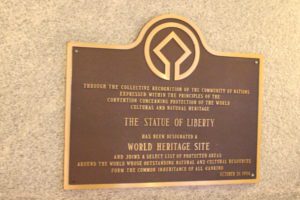 THROUGH THE COLLECTIVE RECOGNITION OF THE COMMUNITY OF NATIONS
EXPRESSED WITHIN THE PRINCIPLES OF THE
CONVENTION CONCERNING PROTECTION OF THE WORLD
CULTURAL AND NATURAL HERITAGE
THE STATUE OF LIBERTY
HAS BEEN DESIGNATED A
WORLD HERITAGE SITE
AND JOINS A SELECT LIST OF PROTECTED AREAS
AROUND THE WORLD WHOSE OUTSTANDING NATURAL AND CULTURAL RESOURCES
FORM THE COMMON INHERITANCE OF ALL MANKIND
OCTOBER 31 1984